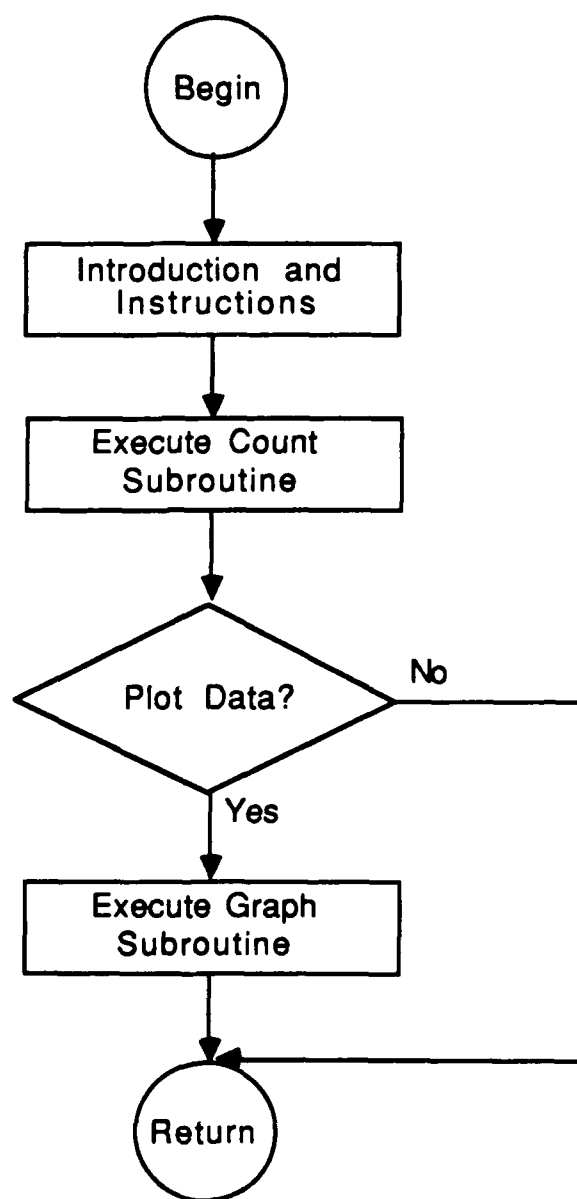 Begin
Introduction and
Instructions
Execute Count
Subroutine
Plot Data?
No
Yes
Execute Graph
Subroutine
Return